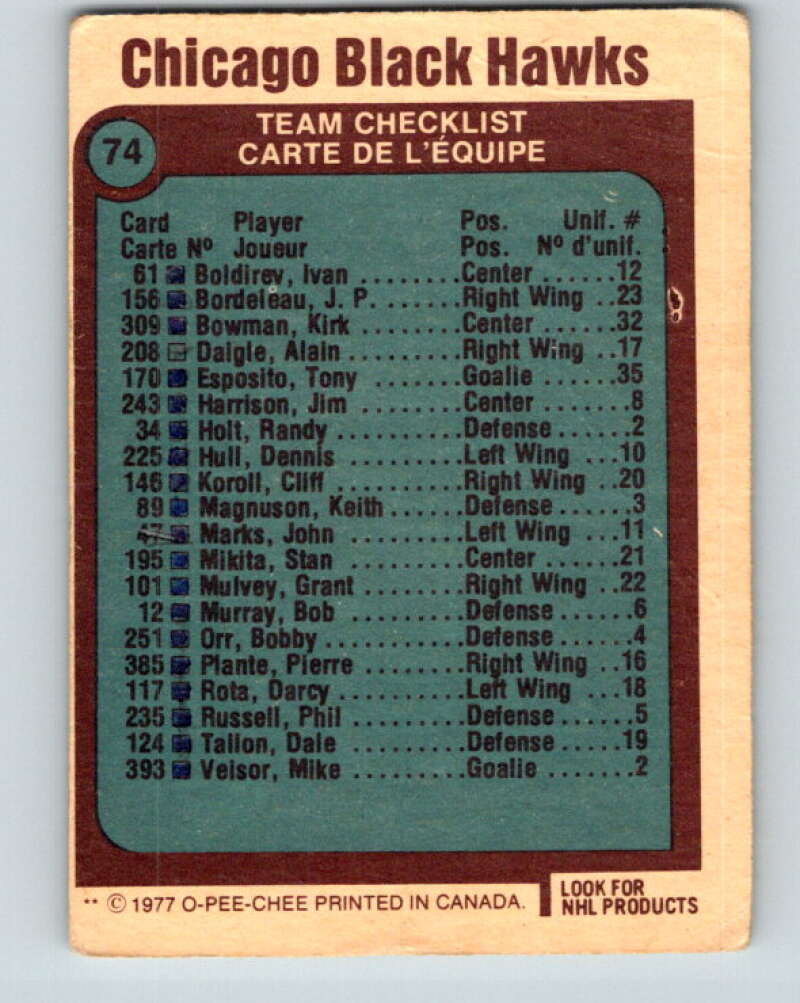 Chicago Black Hawks
TEAM CHECKLIST
CARTE DE L'ÉQUIPE
74
Card Player Pos. Unif. #
Carte Nº Joueur Pos. Nº d'unif.
61 Boldirev, Ivan ........Center ......12
156 Bordeleau, J. P. .......Right Wing ..23
309 Bowman, Kirk ........Center ......32
208 Daigle, Alain .........Right Wing ..17
170 Esposito, Tony .......Goalie ......35
243 Harrison, Jim ........Center .......8
34 Holt, Randy ..........Defense ......2
225 Hull, Dennis .........Left Wing ...10
146 Koroll, Cliff .........Right Wing ..20
89 Magnuson, Keith ......Defense ......3
Marks, John .........Left Wing ...11
195 Mikita, Stan .........Center ......21
101 Mulvey, Grant ........Right Wing ..22
12 Murray, Bob .........Defense ......6
251 Orr, Bobby ...........Defense ......4
385 Plante, Pierre ........Right Wing ..16
117 Rota, Darcy ..........Left Wing ...18
235 Russell, Phil .........Defense ......5
124 Tallon, Dale .........Defense .....19
393 Veisor, Mike .........Goalie .......2
** © 1977 O-PEE-CHEE PRINTED IN CANADA.
LOOK FOR
NHL PRODUCTS